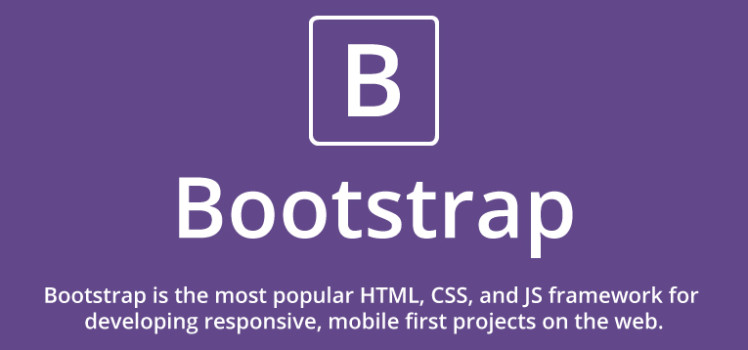 B
Bootstrap
Bootstrap is the most popular HTML, CSS, and JS framework for
developing responsive, mobile first projects on the web.